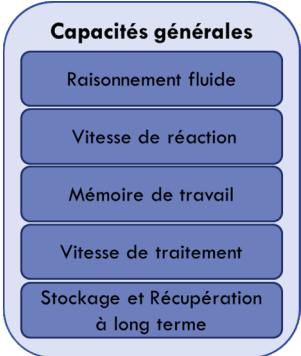 Capacités générales
Raisonnement fluide
Vitesse de réaction
Mémoire de travail
Vitesse de traitement
Stockage et Récupération
à long terme